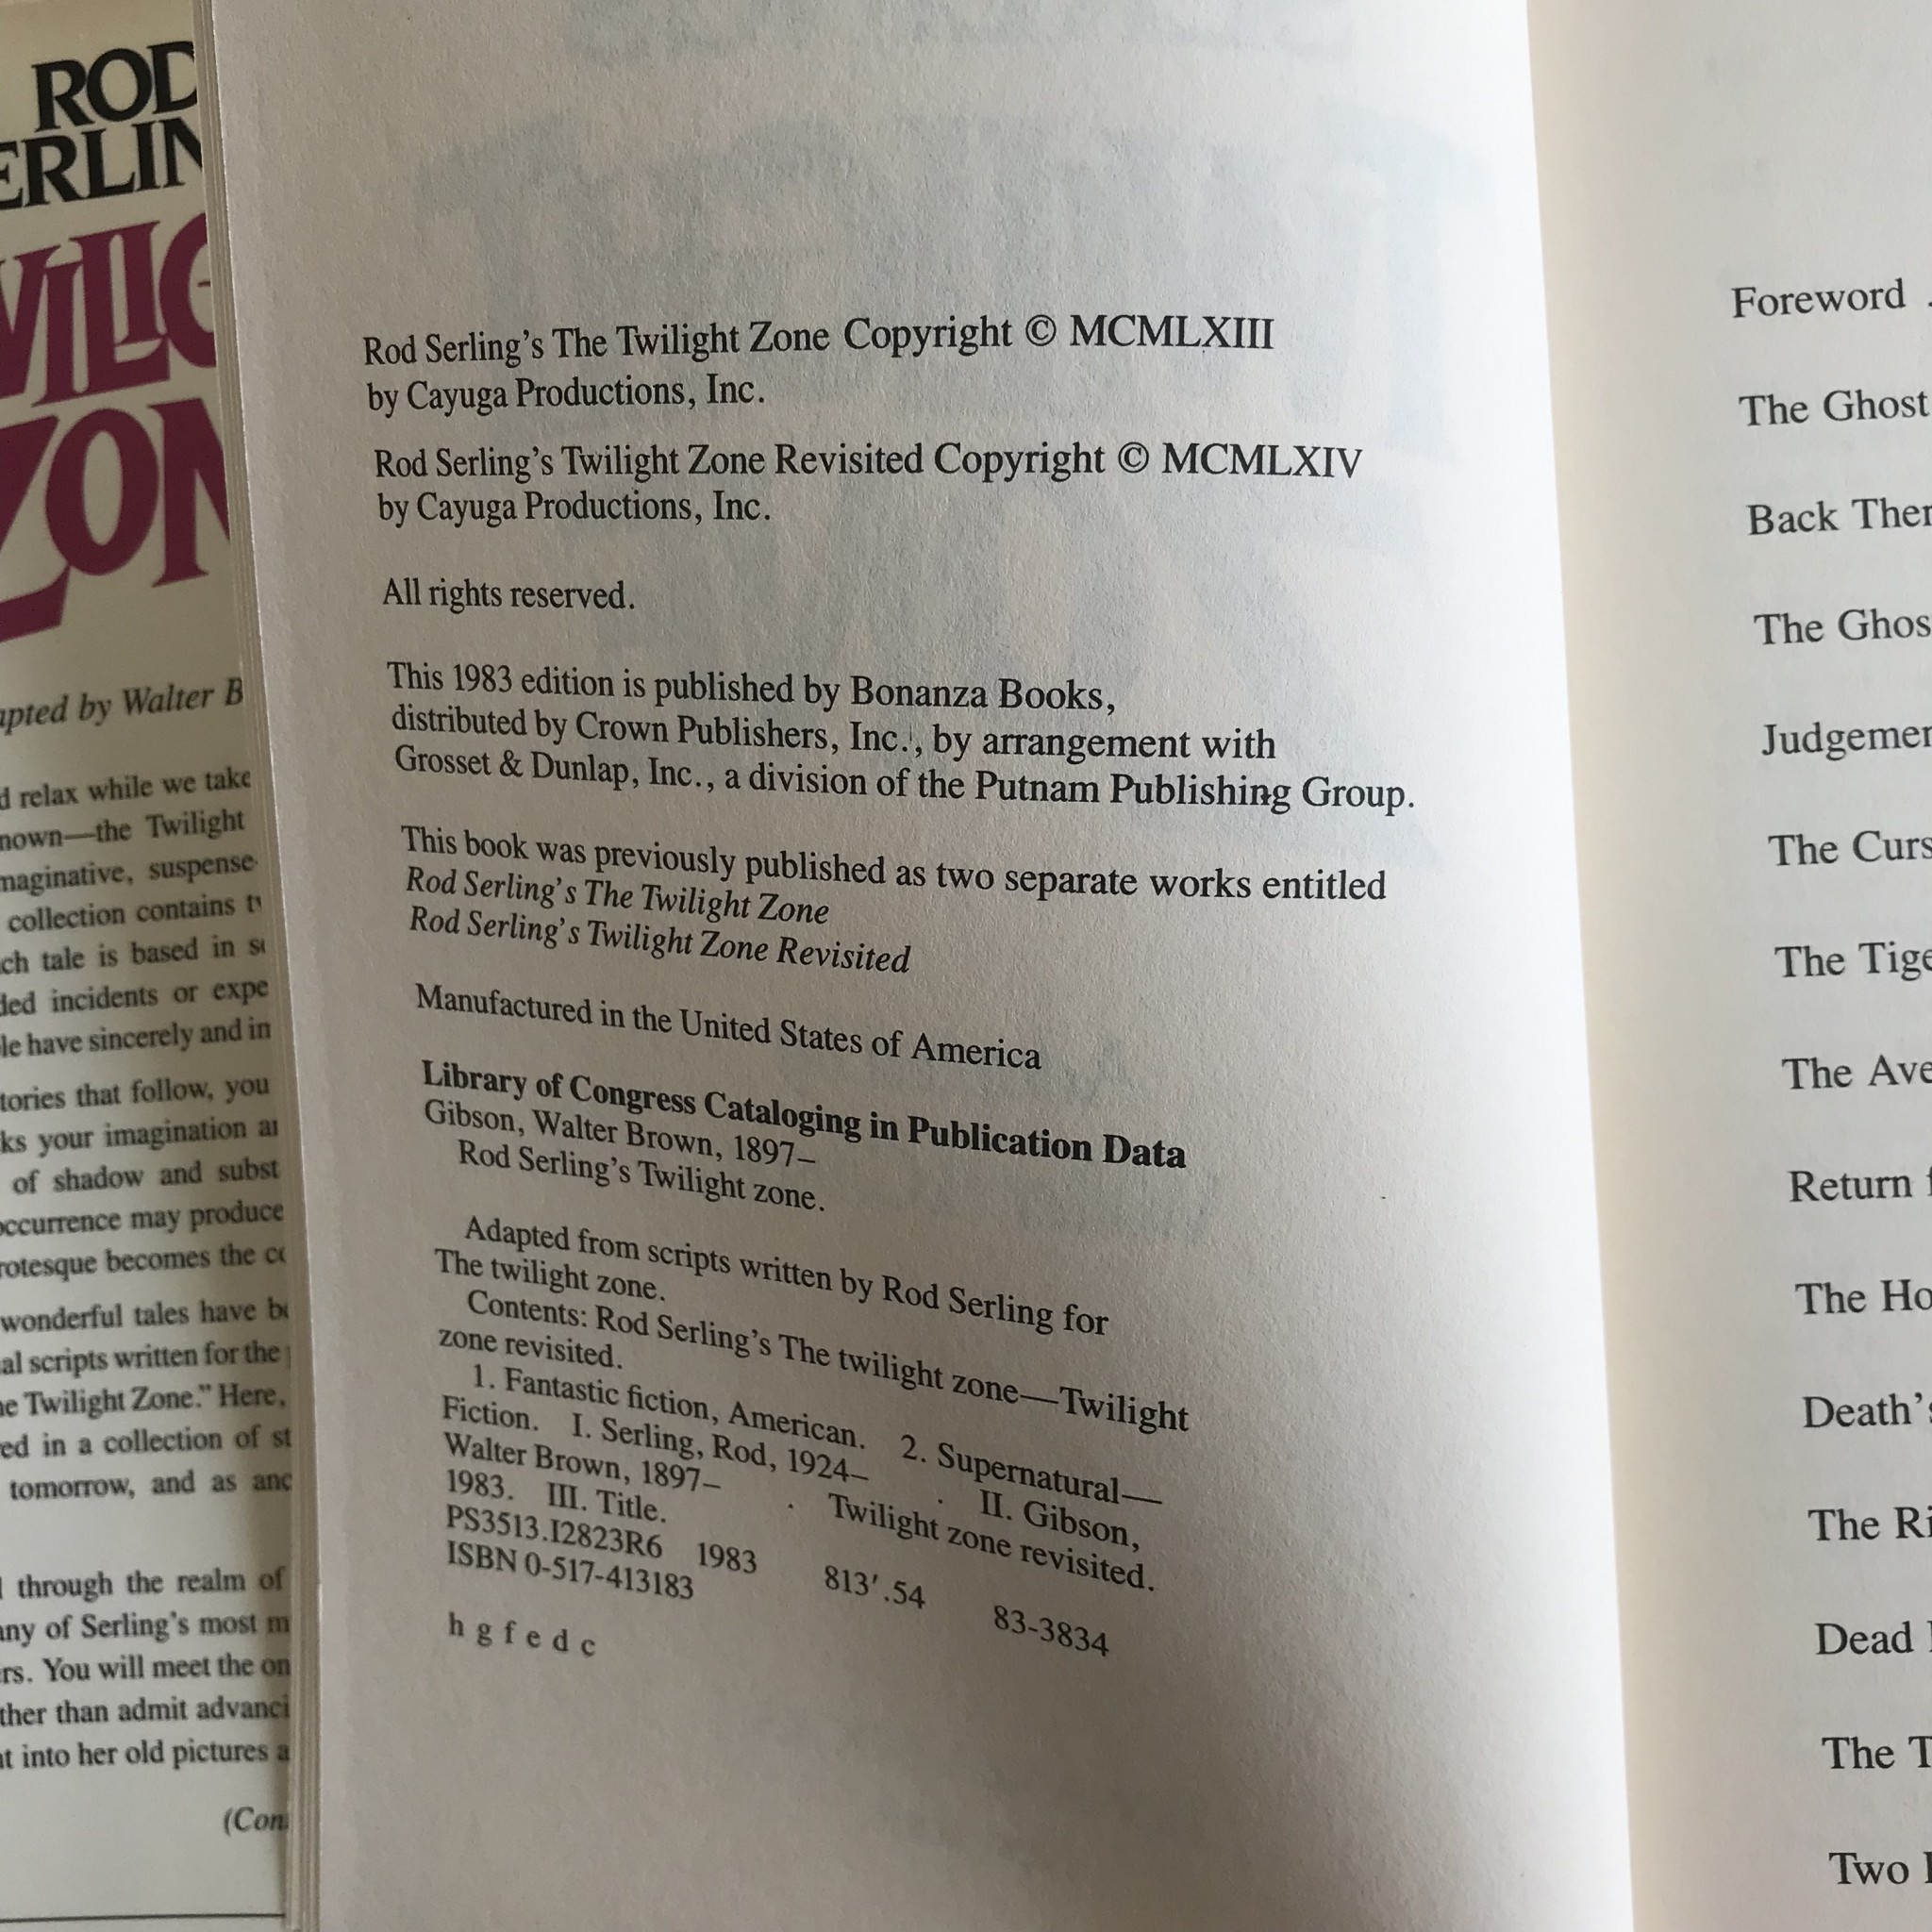 ROD
ERLIN
WILIG
ZON
apted by Walter B
d relax while we take
nown—the Twilight
maginative, suspense-
collection contains
ch tale is based in
ded incidents or expe
le have sincerely and in
tories that follow, you
ks your imagination
of shadow and subst
occurrence may produce
rotesque becomes the
wonderful tales have
al scripts written for the
e Twilight Zone." Here,
ed in a collection of st
tomorrow, and as anc
through the realm of
any of Serling's most m
rs. You will meet the on
ther than admit advanci
t into her old pictures a
(Con
Rod Serling's The Twilight Zone Copyright © MCMLXIII
by Cayuga Productions, Inc.
Rod Serling's Twilight Zone Revisited Copyright © MCMLXIV
by Cayuga Productions, Inc.
All rights reserved.
This 1983 edition is published by Bonanza Books,
distributed by Crown Publishers, Inc., by arrangement with
Grosset & Dunlap, Inc., a division of the Putnam Publishing Group.
This book was previously published as two separate works entitled
Rod Serling's The Twilight Zone
Rod Serling's Twilight Zone Revisited
Manufactured in the United States of America
Library of Congress Cataloging in Publication Data
Gibson, Walter Brown, 1897–
Rod Serling's Twilight zone.
Adapted from scripts written by Rod Serling for
The twilight zone.
Contents: Rod Serling's The twilight zone—Twilight
zone revisited.
1. Fantastic fiction, American. 2. Supernatural—
Fiction. I. Serling, Rod, 1924– . II. Gibson,
Walter Brown, 1897– . Twilight zone revisited.
1983. III. Title.
PS3513.I2823R6 1983 813'.54 83-3834
ISBN 0-517-413183
h g f e d c
Foreword .
The Ghost
Back Ther
The Ghos
Judgemer
The Curs
The Tige
The Ave
Return f
The Ho
Death's
The Ri
Dead
The T
Two